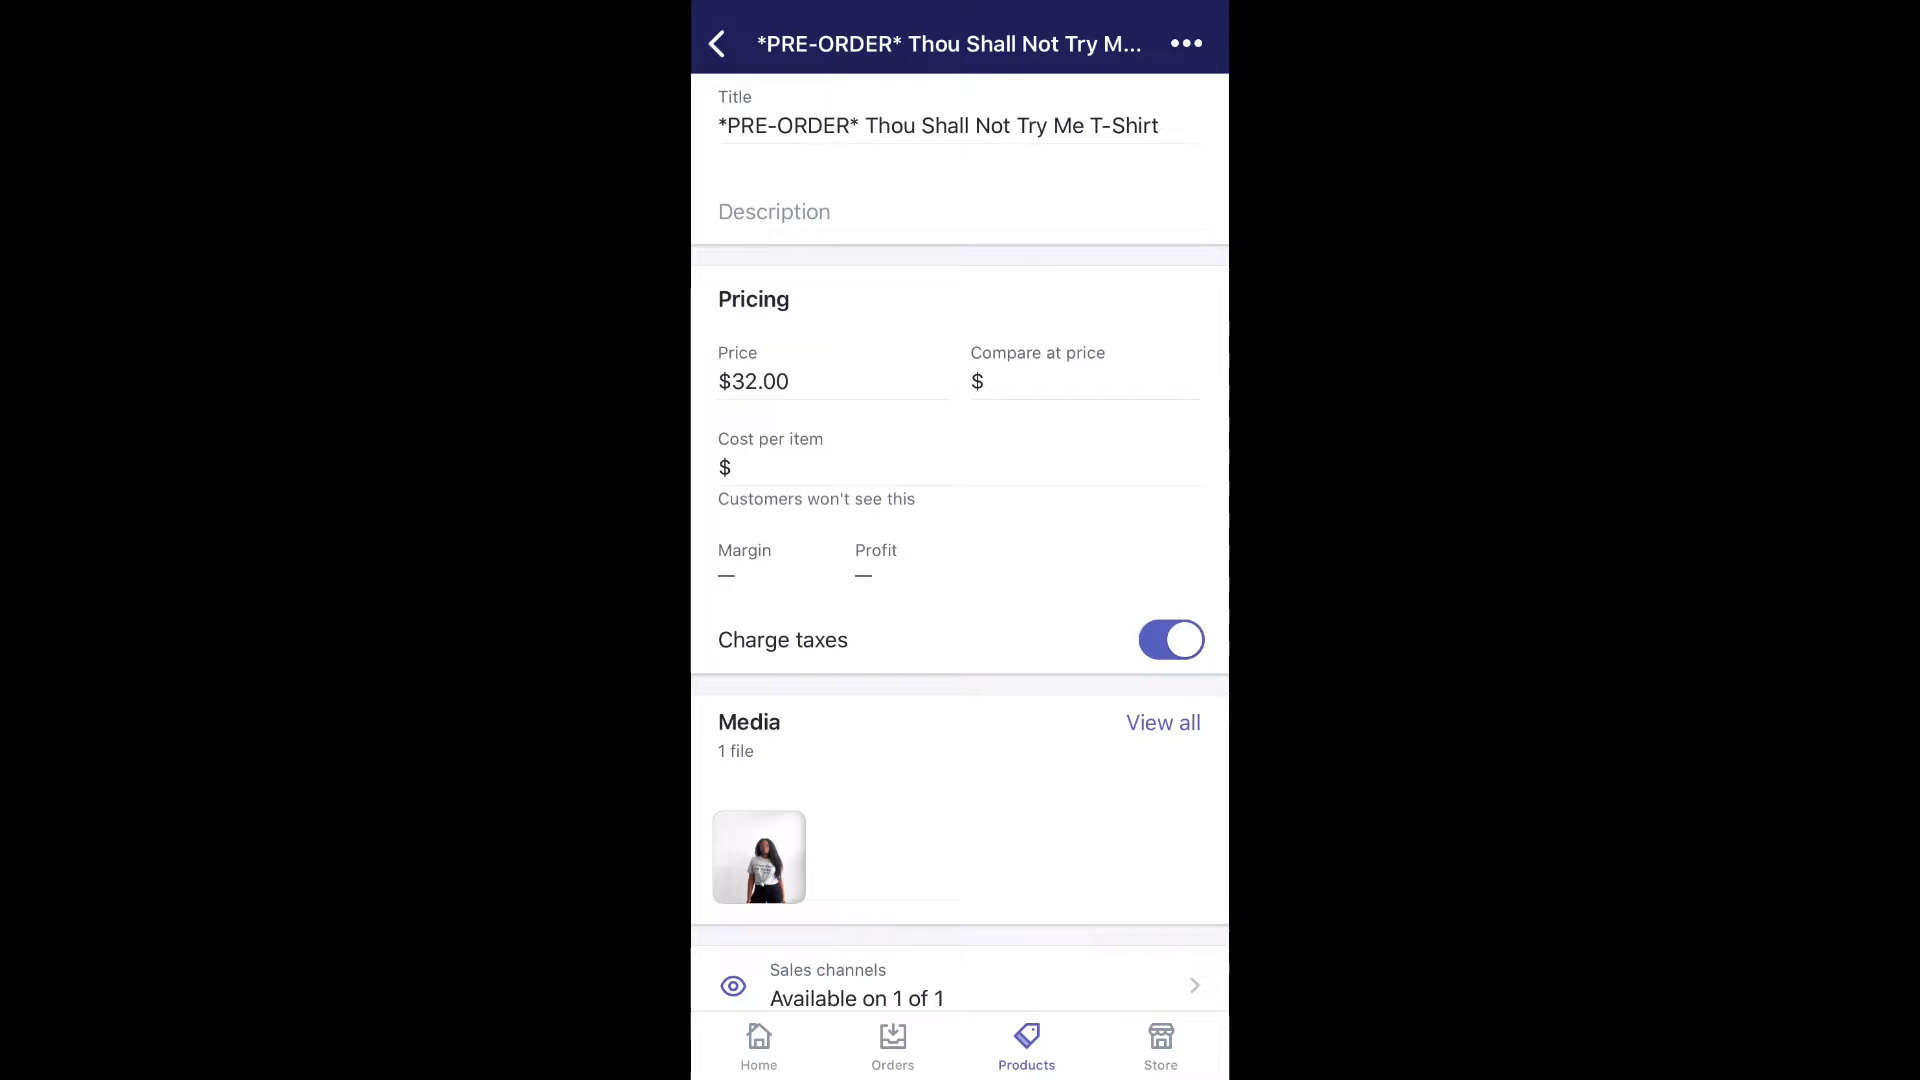 *PRE-ORDER* Thou Shall Not Try M...
Title
*PRE-ORDER* Thou Shall Not Try Me T-Shirt
Description
Pricing
Price
Compare at price
$32.00
$
Cost per item
$
Customers won't see this
Margin
Profit
—
—
Charge taxes
Media
View all
1 file
Sales channels
Available on 1 of 1
Home
Orders
Products
Store